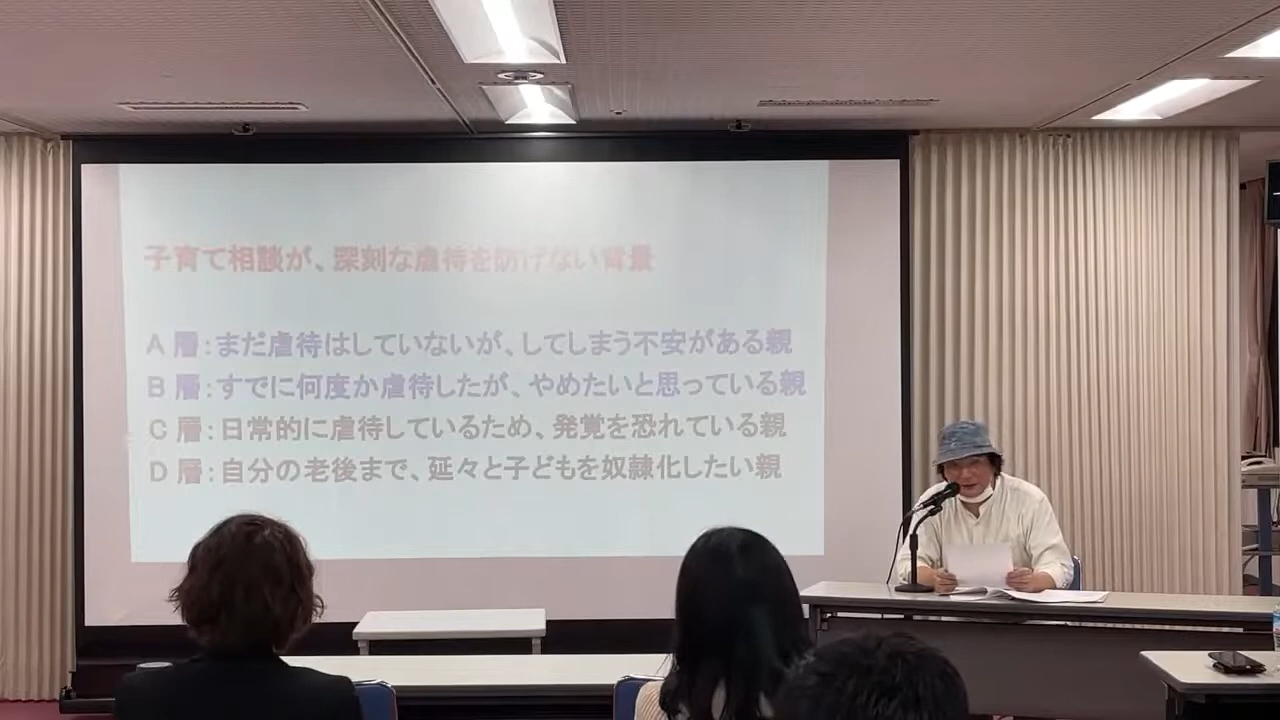 子育て相談が、深刻な虐待を防げない背景
A 層：まだ虐待はしていないが、してしまう不安がある親
B 層：すでに何度か虐待したが、やめたいと思っている親
C 層：日常的に虐待しているため、発覚を恐れている親
D 層：自分の老後まで、延々と子どもを奴隷化したい親